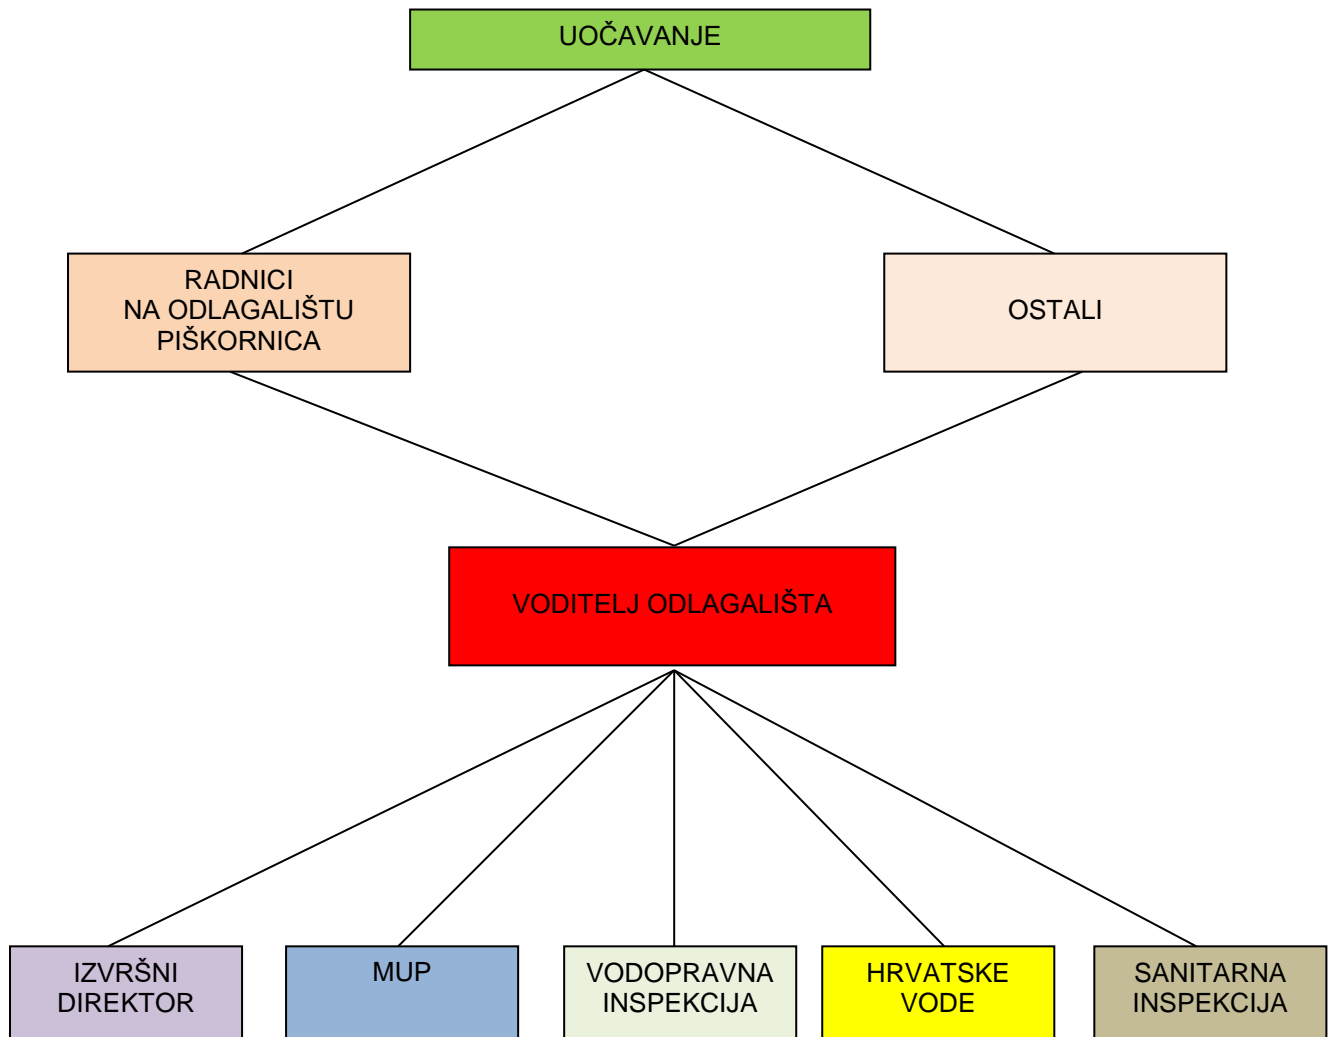 UOČAVANJE
RADNICI
NA ODLAGALIŠTU
PIŠKORNICA
OSTALI
VODITELJ ODLAGALIŠTA
IZVRŠNI
DIREKTOR
MUP
VODOPRAVNA
INSPEKCIJA
HRVATSKE
VODE
SANITARNA
INSPEKCIJA